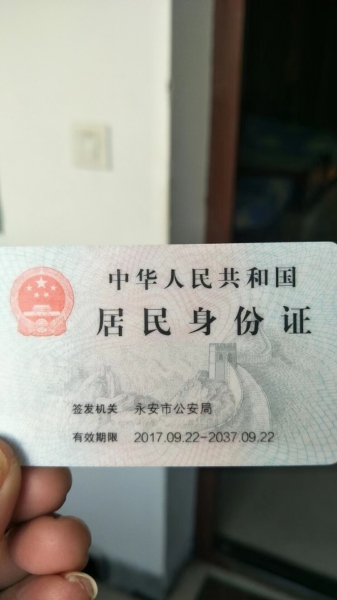 中华人民共和国
居民身份证
签发机关 永安市公安局
有效期限 2017.09.22-2037.09.22